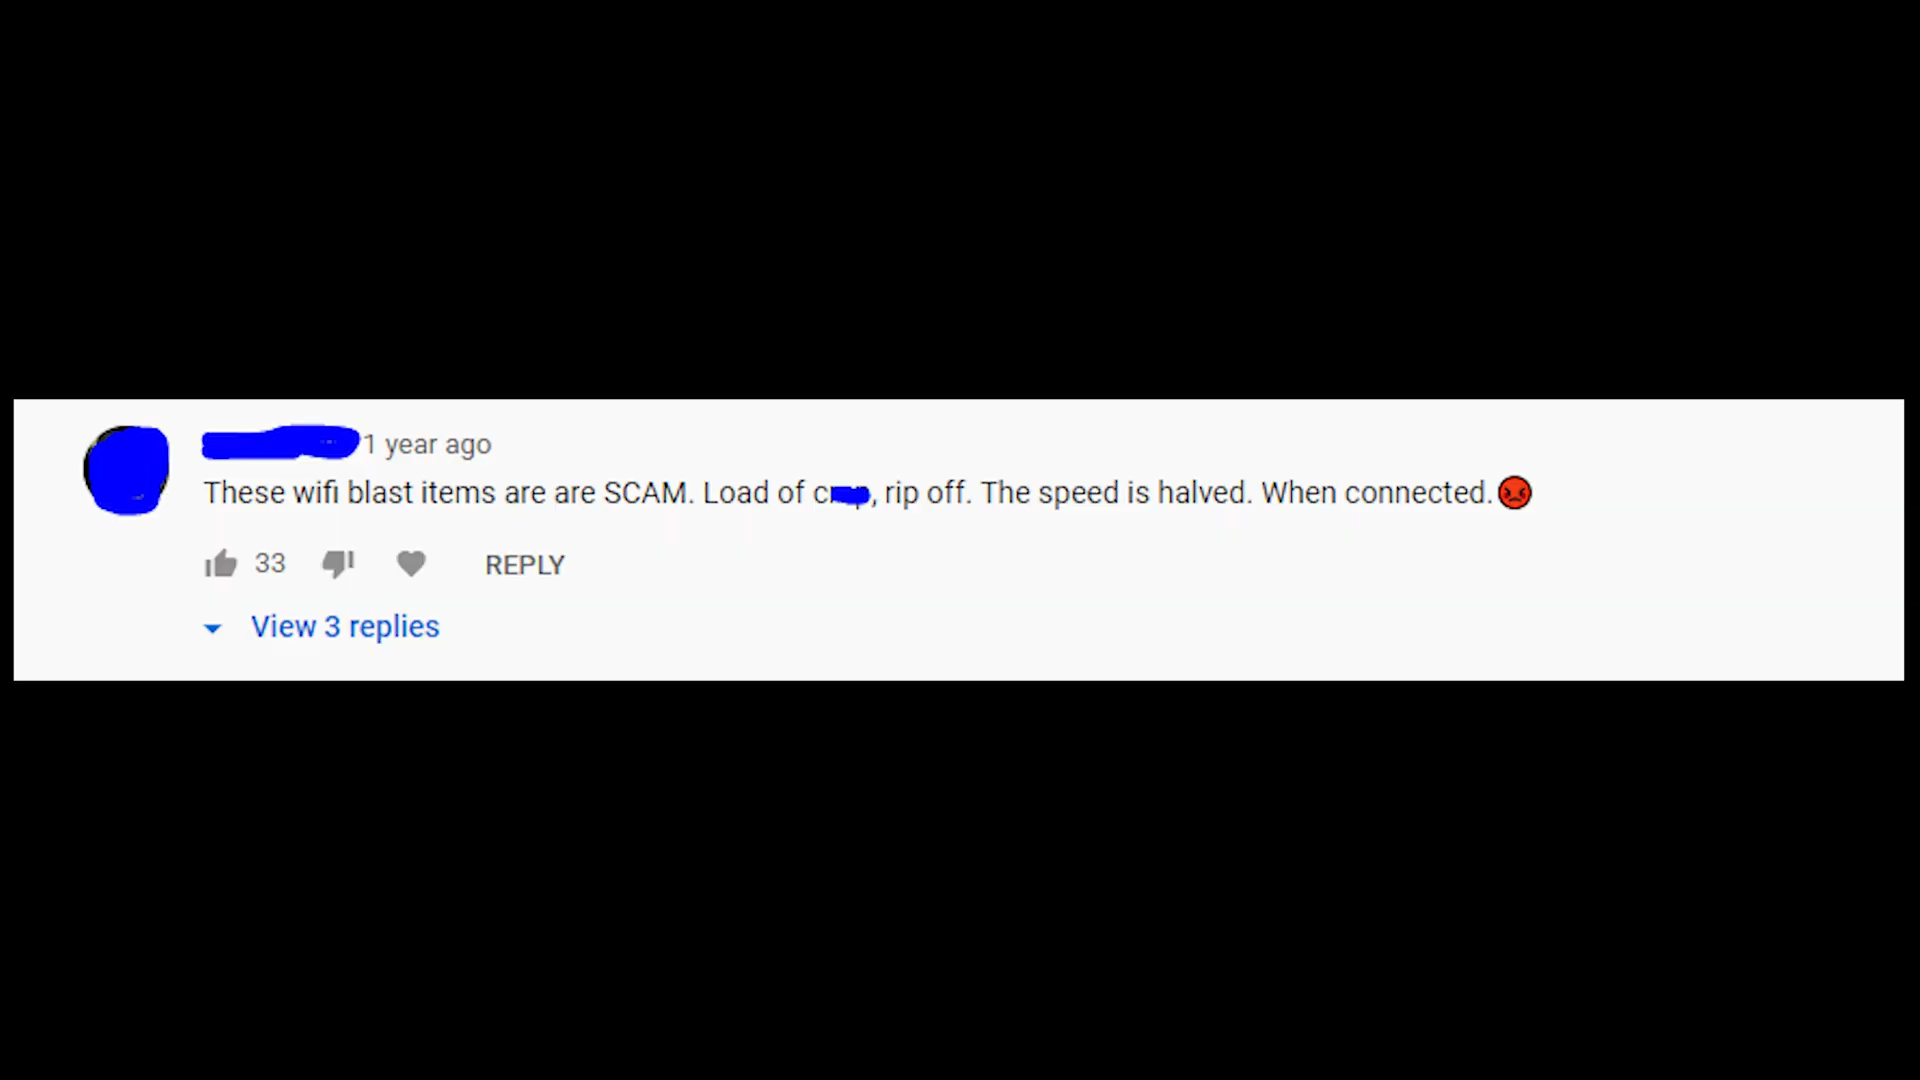 1 year ago
These wifi blast items are are SCAM. Load of , rip off. The speed is halved. When connected.😡
33 REPLY
View 3 replies